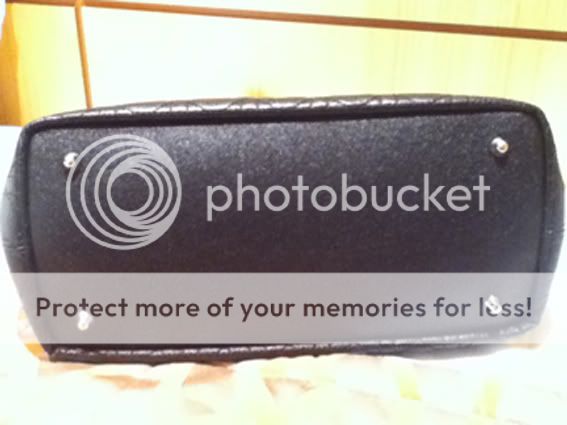 photobucket
Protect more of your memories for less!